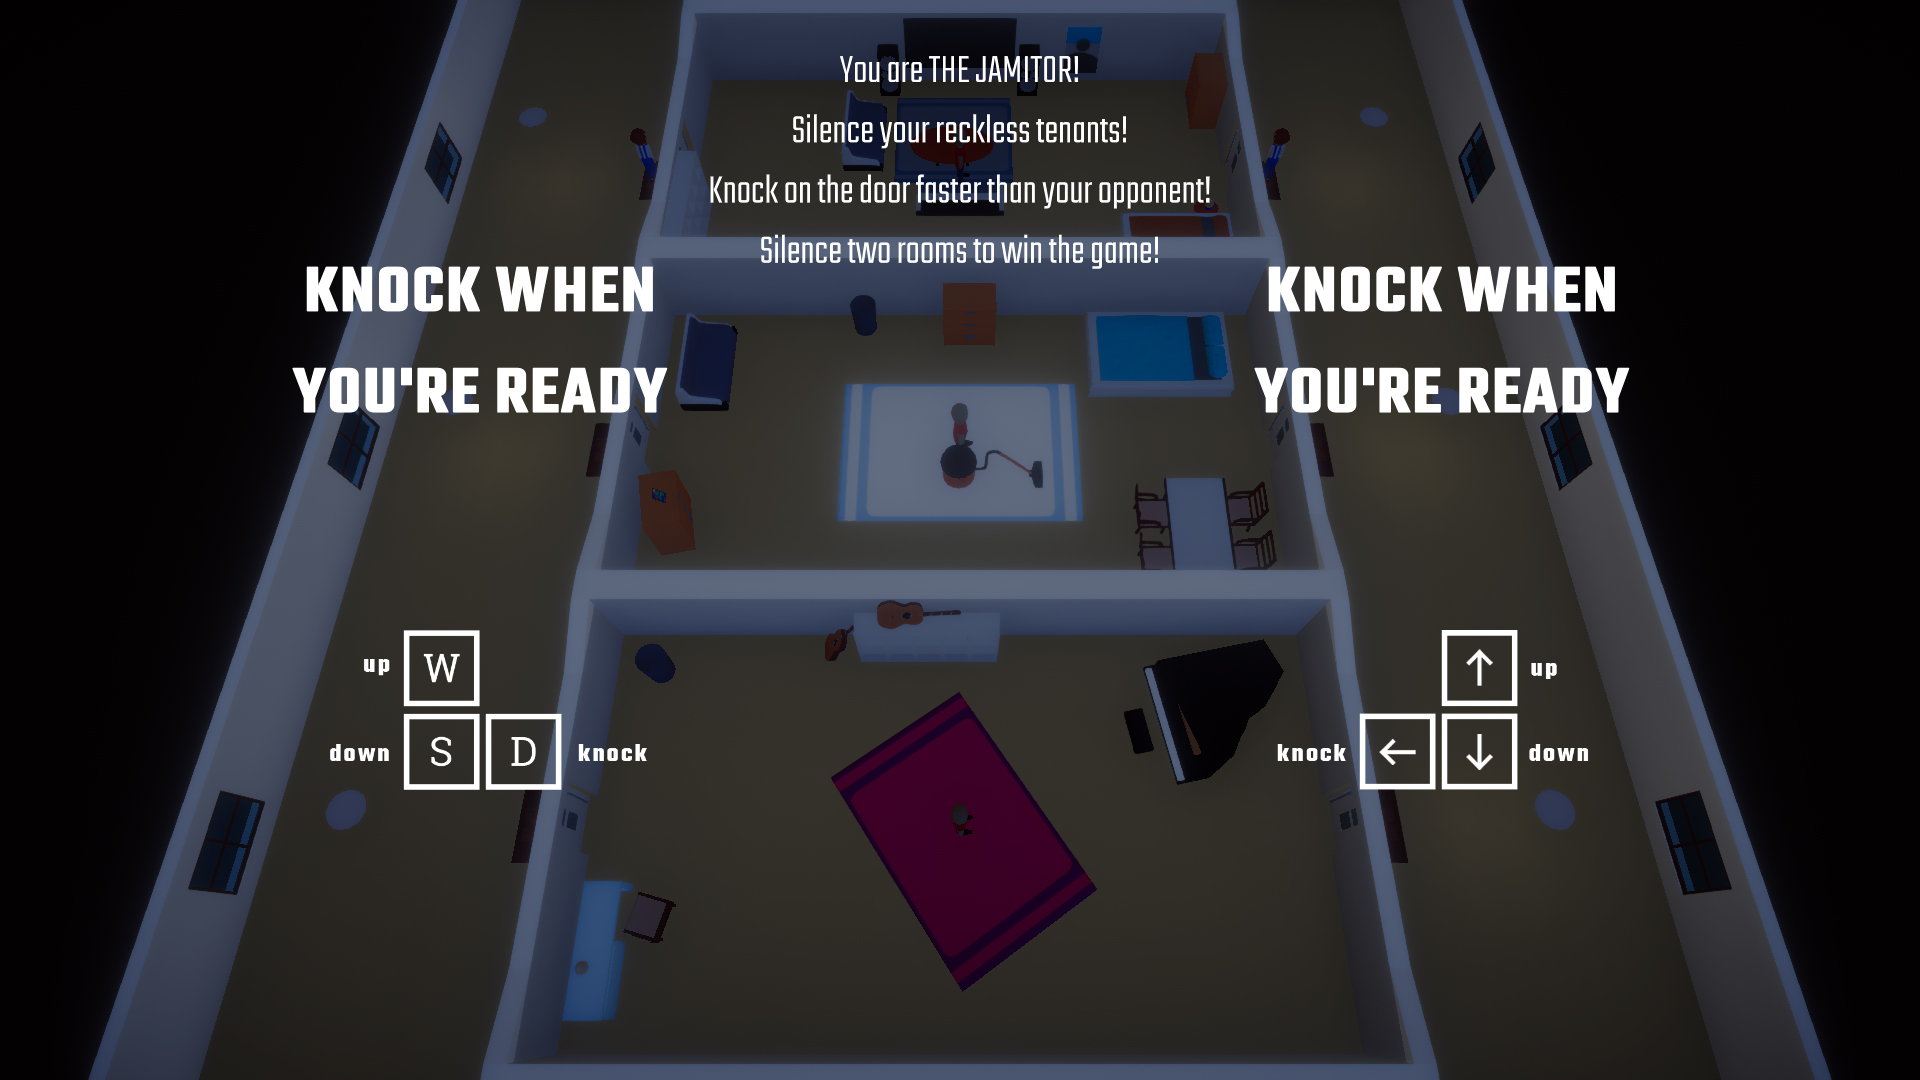 You are THE JAMITOR!
Silence your reckless tenants!
Knock on the door faster than your opponent!
Silence two rooms to win the game!
KNOCK WHEN
YOU'RE READY
KNOCK WHEN
YOU'RE READY
up W
down S D knock
↑ up
knock ← ↓ down